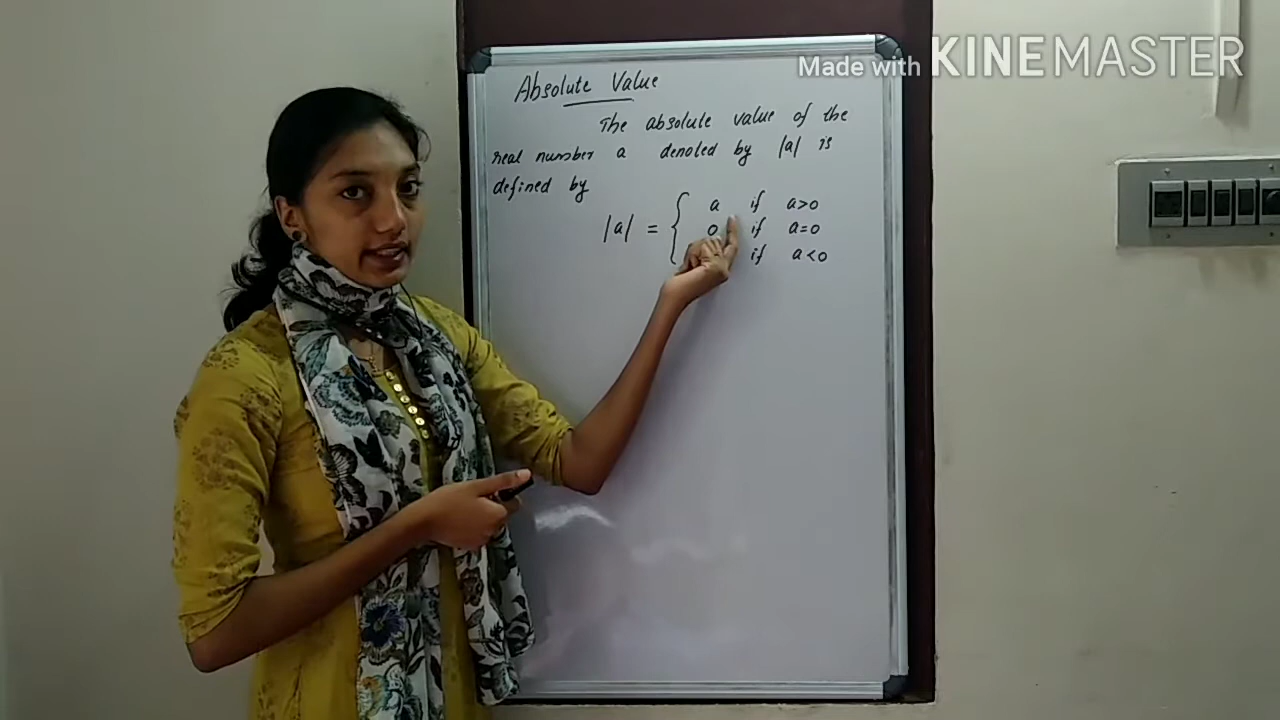 Made with KINEMASTER
Absolute Value
The absolute value of the
real number a denoted by |a| is
defined by
a if a>0
|a| = { 0 if a=0
if a<0